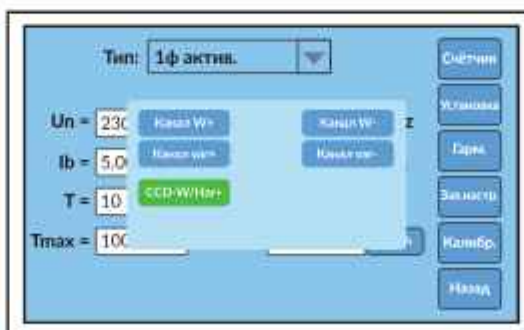 Тип: 1ф актив.
Счётчик
Установка
Un = 230
Канал W+
Канал W-
z
Ib = 5,0
Канал var+
Канал var-
Гарм.
T = 10
CCD-W/Har+
Зав.настр.
Tmax = 100
Калибр.
Назад